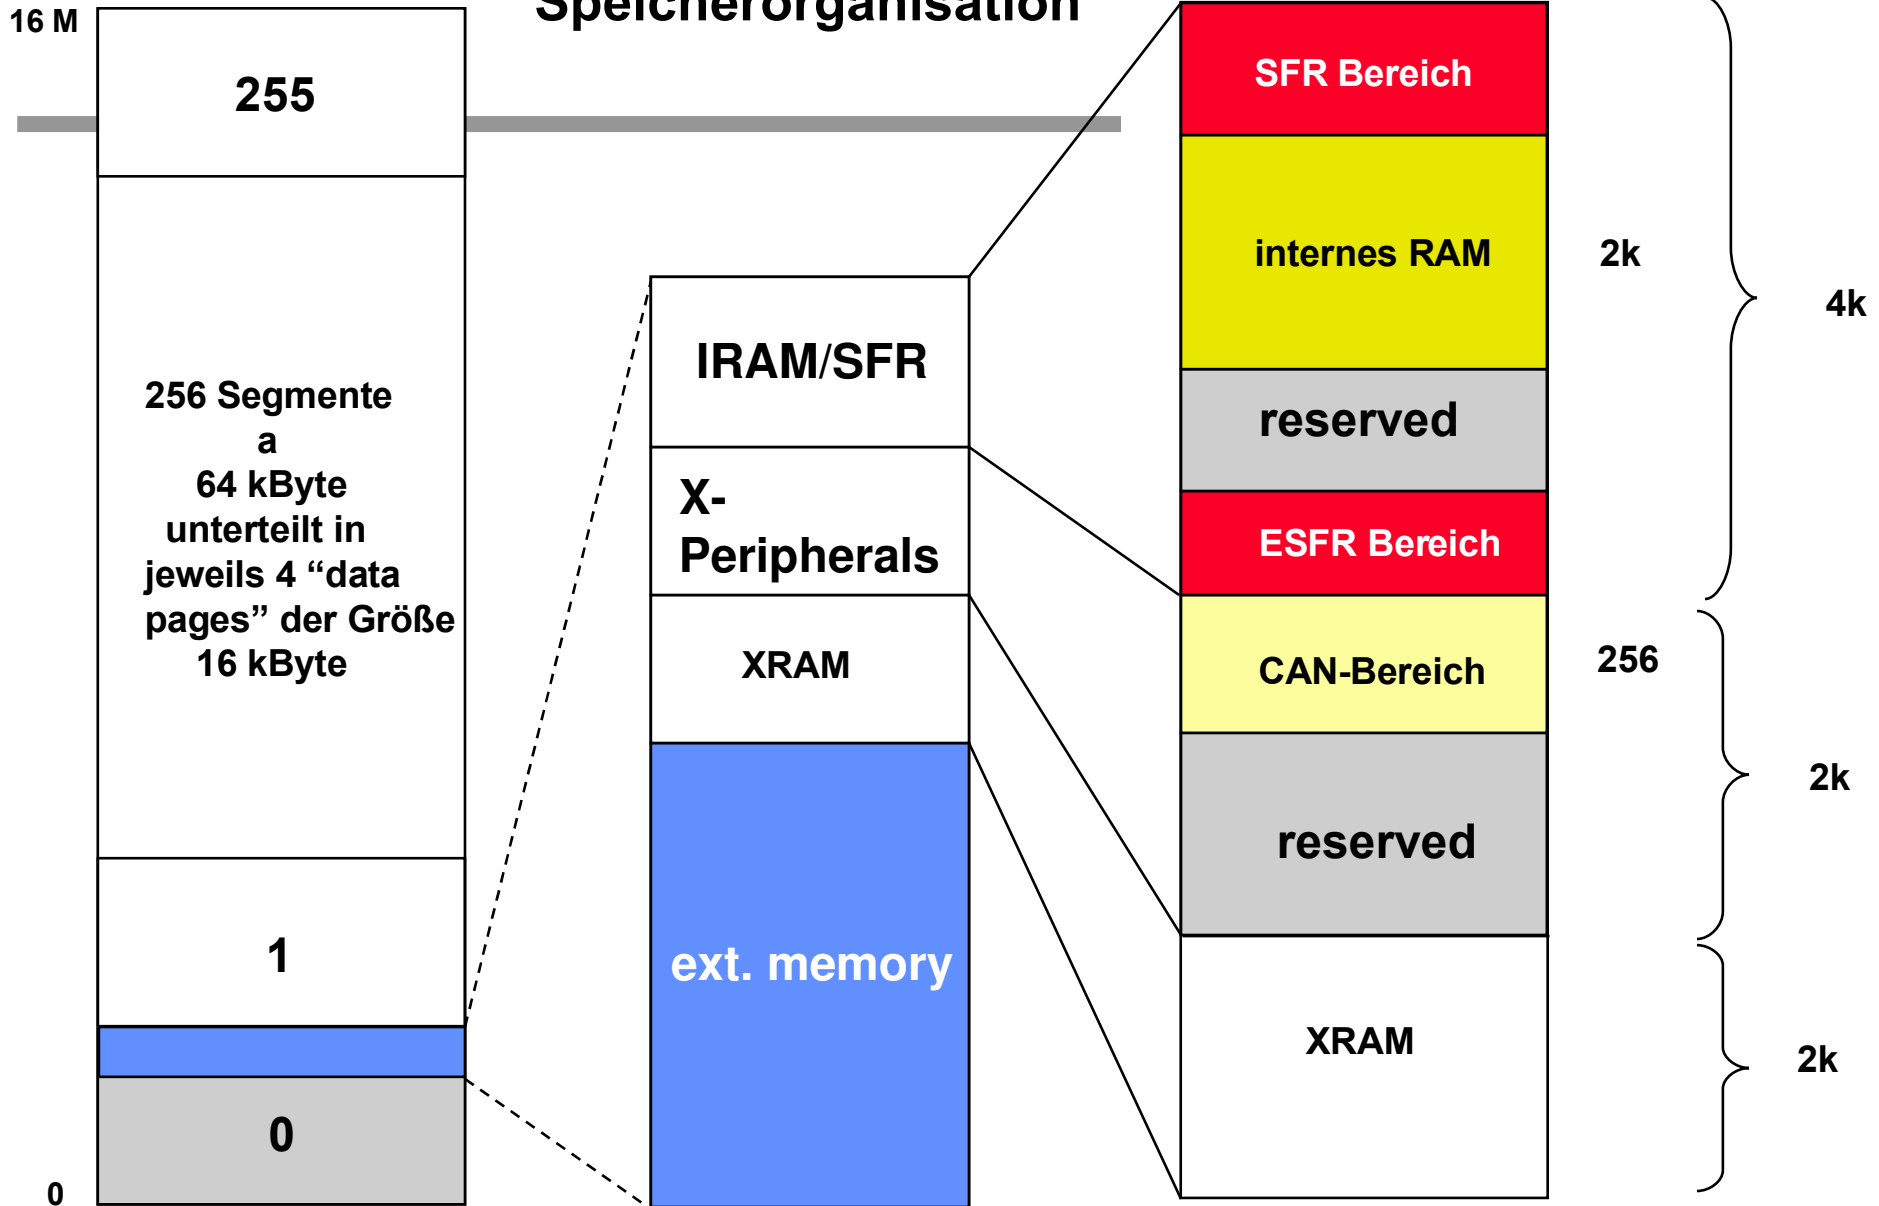 Speicherorganisation
16 M
255
256 Segmente
a
64 kByte
unterteilt in
jeweils 4 “data
pages” der Größe
16 kByte
1
0
0
IRAM/SFR
X-
Peripherals
XRAM
ext. memory
SFR Bereich
internes RAM
reserved
ESFR Bereich
CAN-Bereich
reserved
XRAM
2k
4k
256
2k
2k